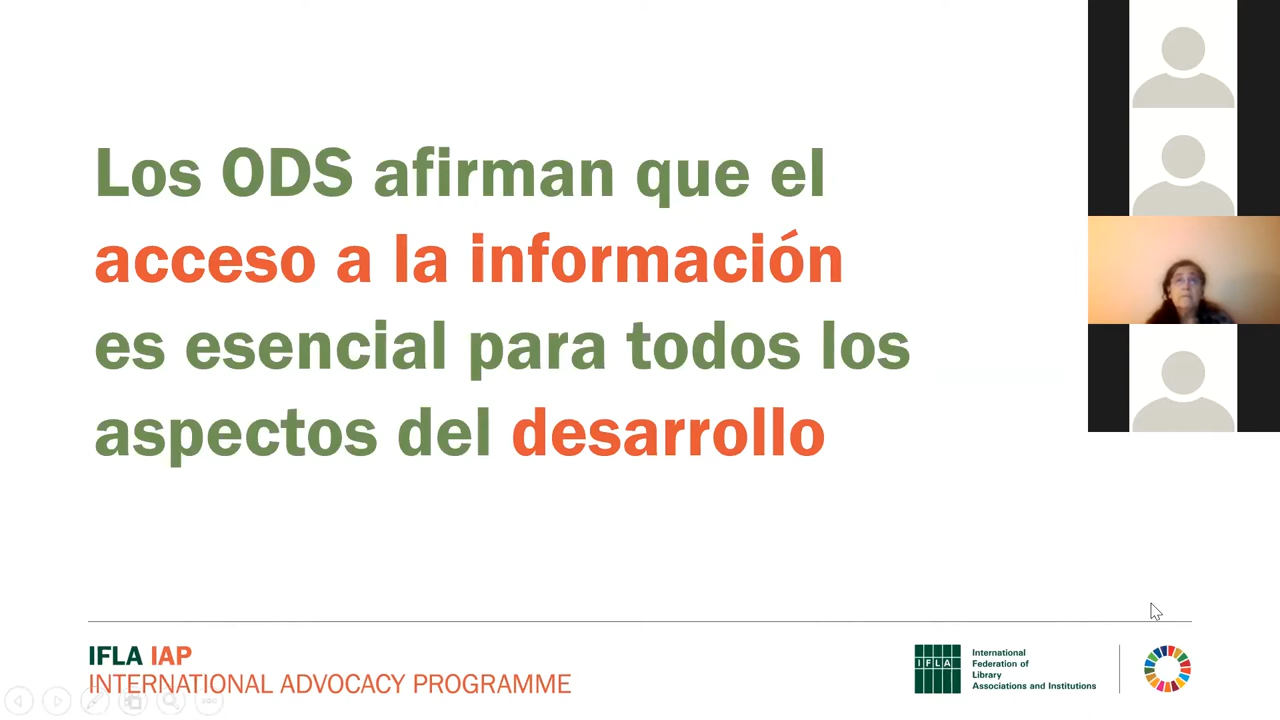 Los ODS afirman que el
acceso a la información
es esencial para todos los
aspectos del desarrollo
IFLA IAP
INTERNATIONAL ADVOCACY PROGRAMME
IFLA
International
Federation of
Library
Associations and Institutions